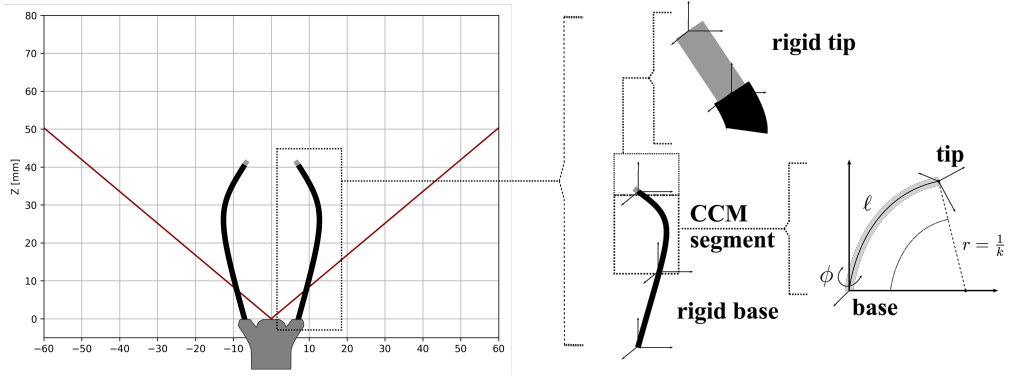 80
70
60
50
40
30
20
10
0
Z [mm]
−60 −50 −40 −30 −20 −10 0 10 20 30 40 50 60
rigid tip
CCM
segment
rigid base
tip
ℓ
r = 1/k
ϕ
base